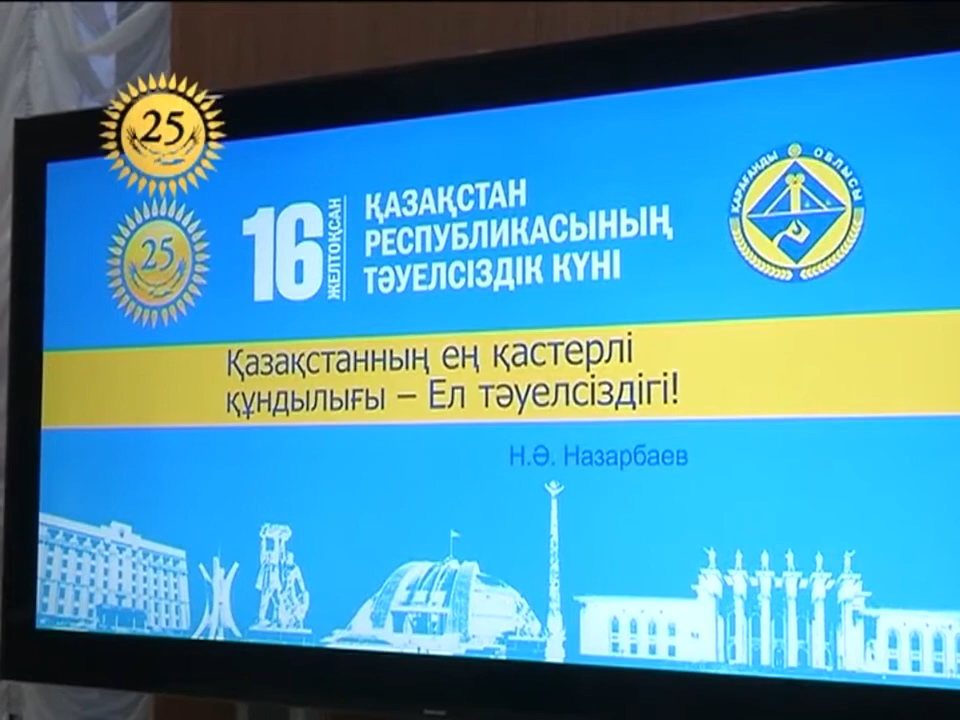 25
25
16
ЖЕЛТОҚСАН
ҚАЗАҚСТАН
РЕСПУБЛИКАСЫНЫҢ
ТӘУЕЛСІЗДІК КҮНІ
ҚАРАҒАНДЫ ОБЛЫСЫ
Қазақстанның ең қастерлі
құндылығы – Ел тәуелсіздігі!
Н.Ә. Назарбаев